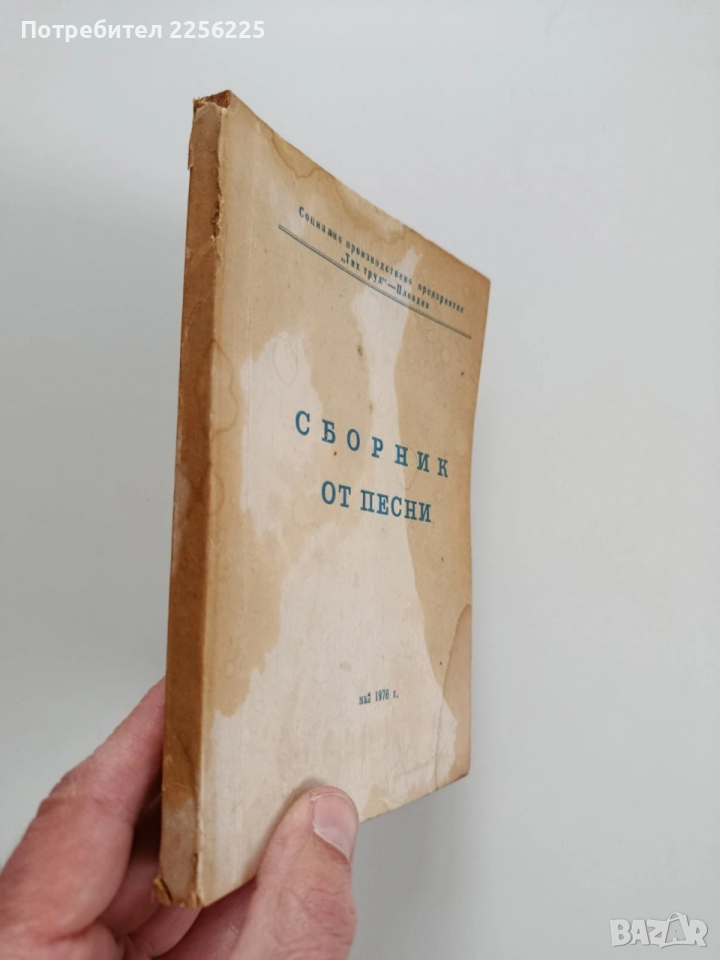 Потребител 2256225
Социално производствено предприятие
„Тих труд“—Пловдив
СБОРНИК
ОТ ПЕСНИ
май 1976 г.
BAZAR